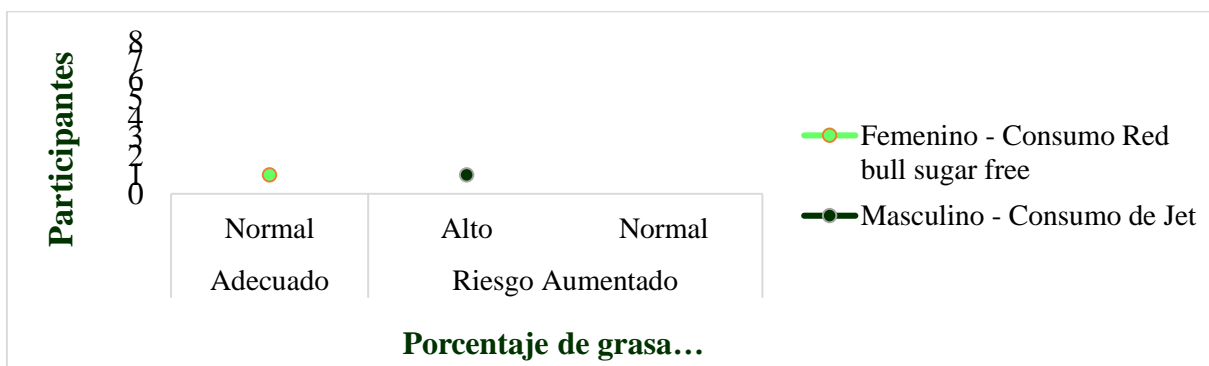 Participantes
8
7
6
5
4
3
2
1
0
Normal
Alto
Normal
Adecuado
Riesgo Aumentado
Porcentaje de grasa…
Femenino - Consumo Red
bull sugar free
Masculino - Consumo de Jet